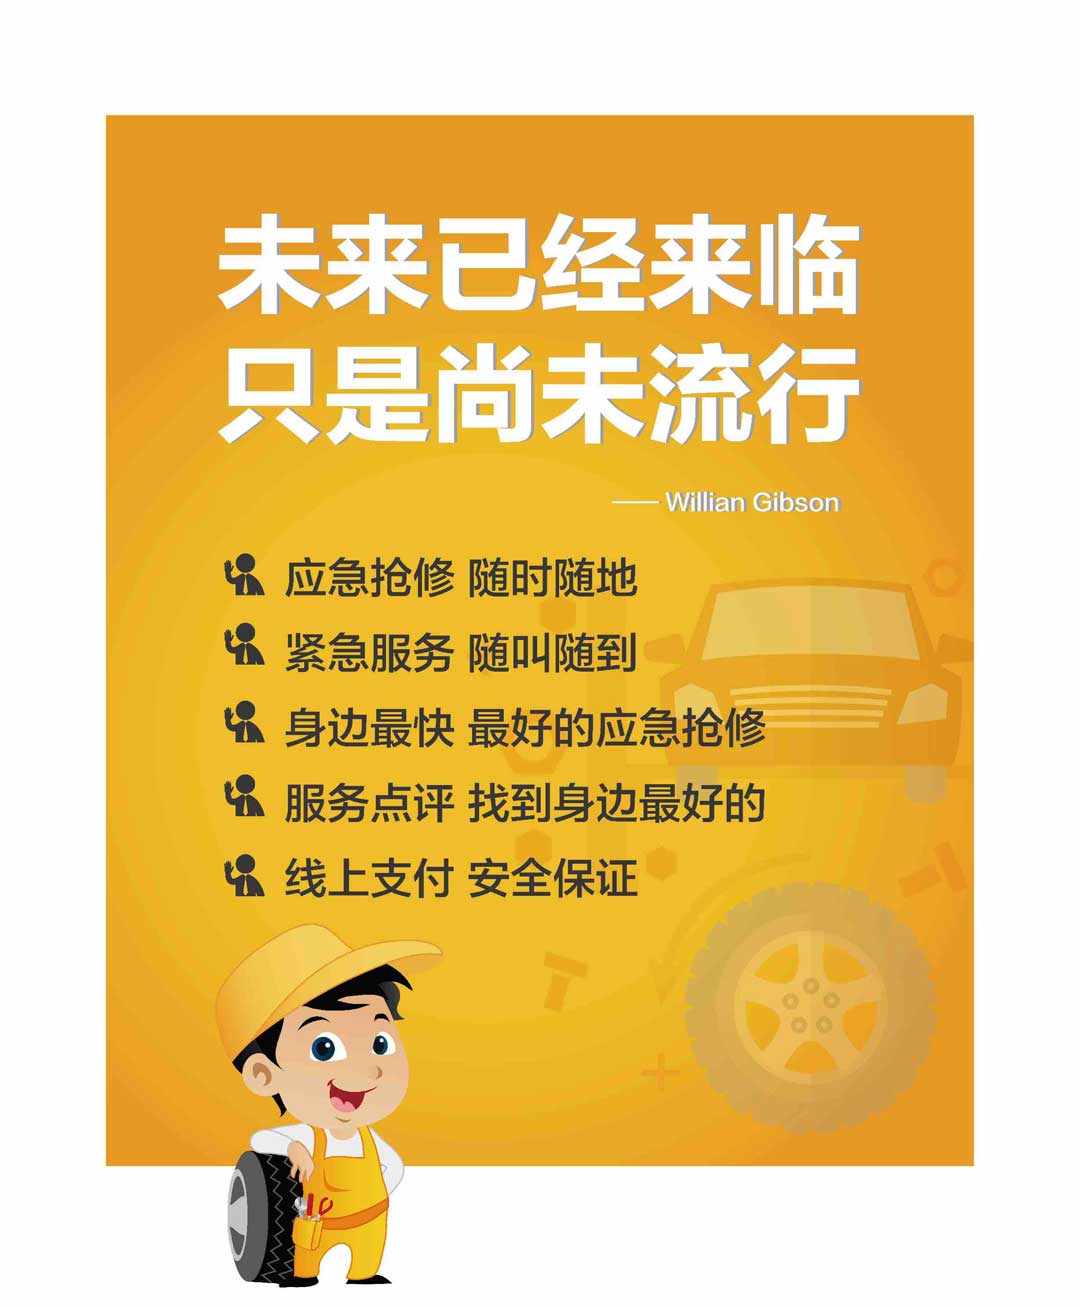 未来已经来临
只是尚未流行
—— Willian Gibson
应急抢修 随时随地
紧急服务 随叫随到
身边最快 最好的应急抢修
服务点评 找到身边最好的
线上支付 安全保证